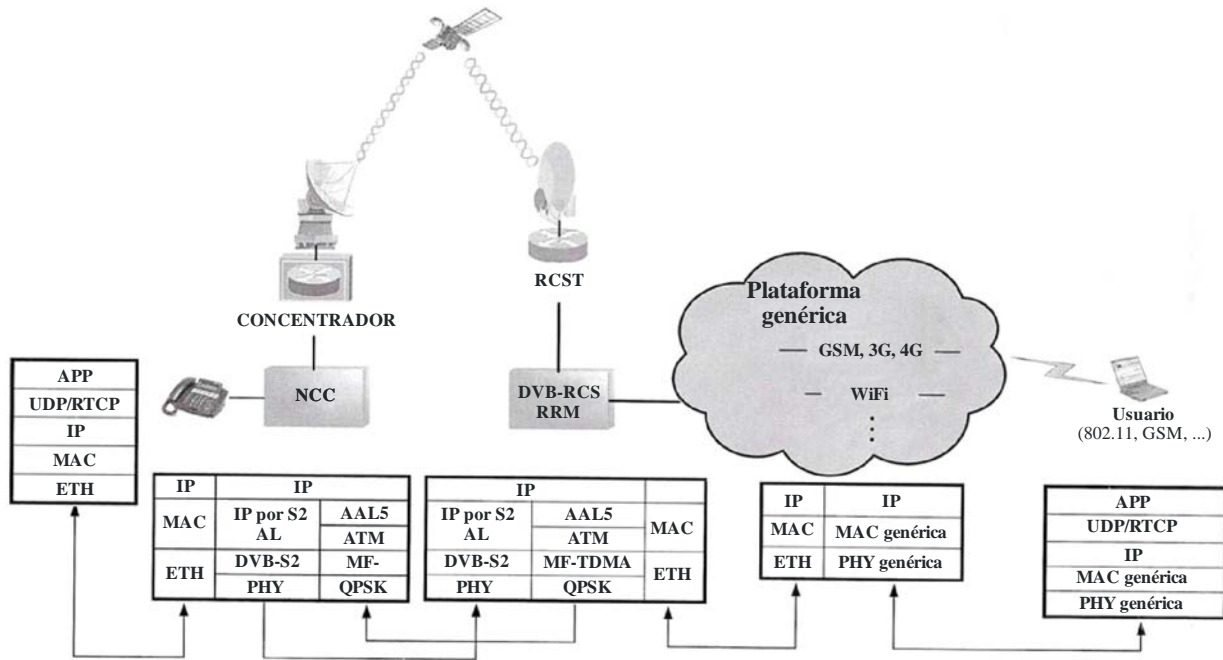 RCST
CONCENTRADOR
Plataforma
genérica
GSM, 3G, 4G
WiFi
NCC
DVB-RCS
RRM
Usuario
(802.11, GSM, ...)
APP
UDP/RTCP
IP
MAC
ETH
IP
IP
MAC
IP por S2
AL
AAL5
ATM
ETH
DVB-S2
MF-
PHY
QPSK
IP
IP por S2
AL
AAL5
ATM
MAC
DVB-S2
MF-TDMA
ETH
PHY
QPSK
IP
IP
MAC
MAC genérica
ETH
PHY genérica
APP
UDP/RTCP
IP
MAC genérica
PHY genérica